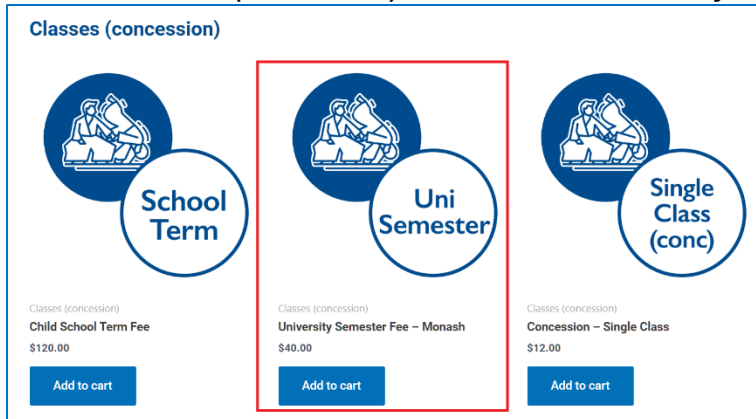 Classes (concession)
School
Term
Uni
Semester
Single
Class
(conc)
Classes (concession)
Child School Term Fee
$120.00
Add to cart
Classes (concession)
University Semester Fee – Monash
$40.00
Add to cart
Classes (concession)
Concession – Single Class
$12.00
Add to cart